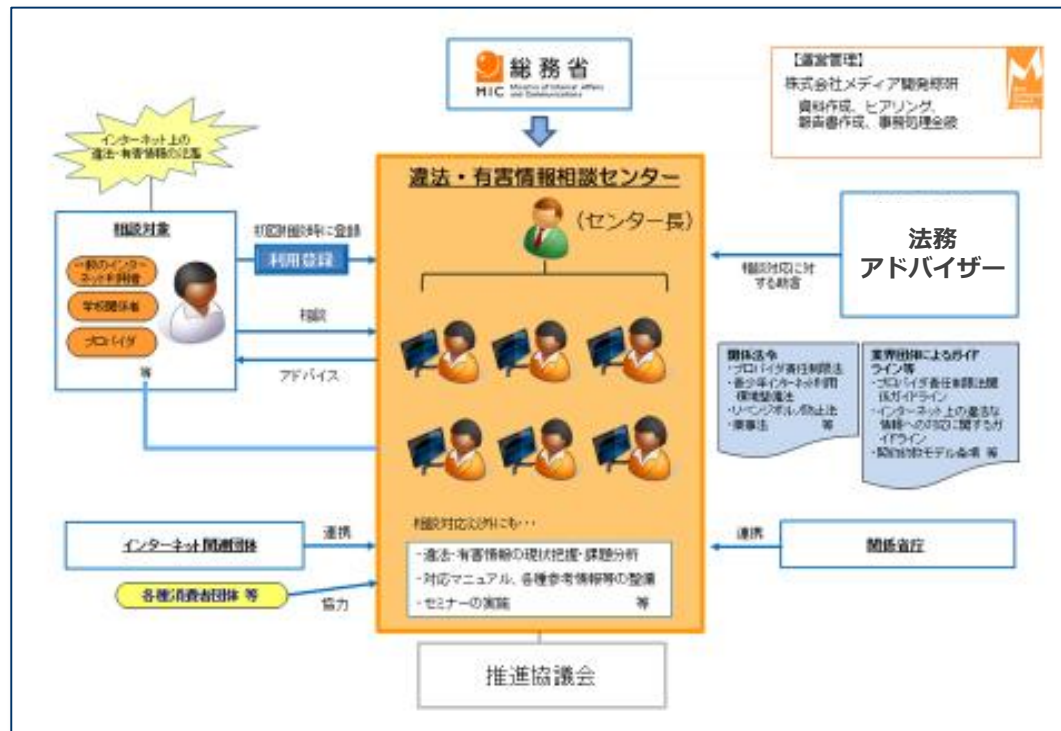 総務省
MIC Ministry of Internal Affairs
and Communications
【運営管理】
株式会社メディア開発綜研
資料作成、ヒアリング、
報告書作成、事務処理全般
インターネット上の
違法・有害情報の氾濫
相談対象
一般のインター
ネット利用者
学校関係者
プロバイダ
等
初回相談時に登録
利用登録
相談
アドバイス
違法・有害情報相談センター
(センター長)
法務
アドバイザー
相談対応に対
する助言
関係法令
・プロバイダ責任制限法
・青少年インターネット利用
環境整備法
・リベンジポルノ防止法
・薬事法 等
業界団体によるガイド
ライン等
・プロバイダ責任制限法関
係ガイドライン
・インターネット上の違法な
情報への対応に関するガ
イドライン
・契約約款モデル条項 等
相談対応以外にも…
・違法・有害情報の現状把握・課題分析
・対応マニュアル、各種参考情報等の整備
・セミナーの実施 等
インターネット関連団体
連携
各種消費者団体 等
協力
連携
関係省庁
推進協議会